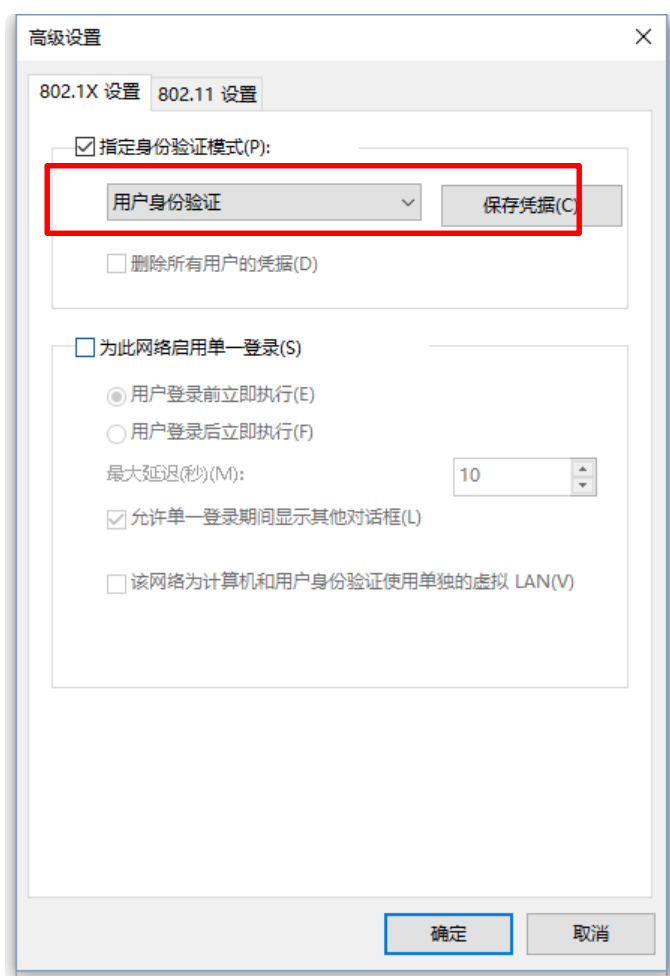 高级设置
802.1X 设置 802.11 设置
指定身份验证模式(P):
用户身份验证 保存凭据(C)
删除所有用户的凭据(D)
为此网络启用单一登录(S)
用户登录前立即执行(E)
用户登录后立即执行(F)
最大延迟(秒)(M): 10
允许单一登录期间显示其他对话框(L)
该网络为计算机和用户身份验证使用单独的虚拟 LAN(V)
确定 取消